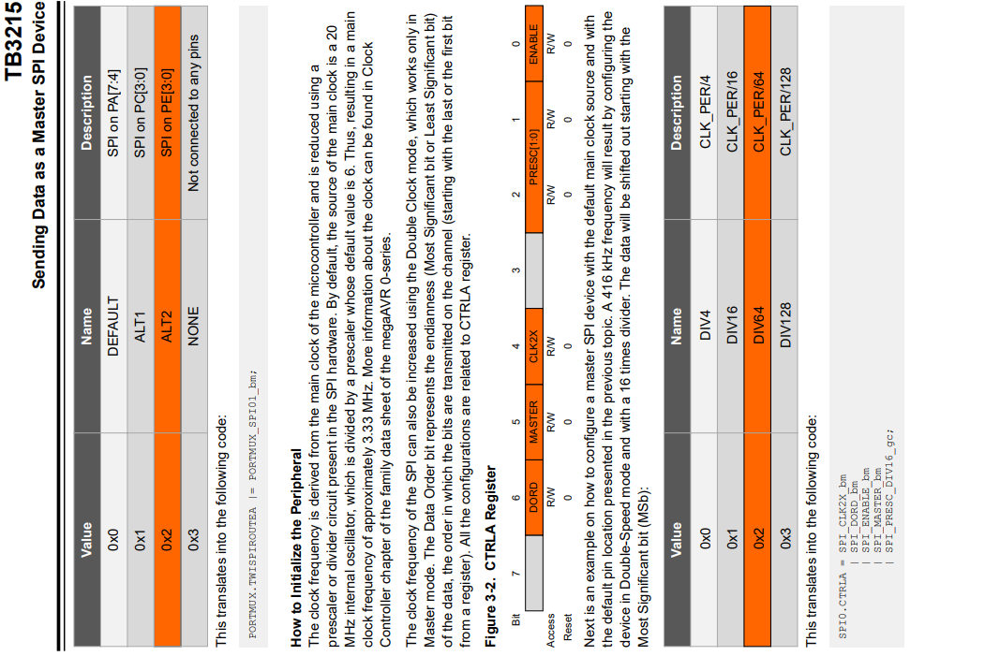 TB3215
Sending Data as a Master SPI Device
Value Name Description
0x0 DEFAULT SPI on PA[7:4]
0x1 ALT1 SPI on PC[3:0]
0x2 ALT2 SPI on PE[3:0]
0x3 NONE Not connected to any pins
This translates into the following code:
PORTMUX.TWISPIROUTEA |= PORTMUX_SPI01_bm;
How to Initialize the Peripheral
The clock frequency is derived from the main clock of the microcontroller and is reduced using a
prescaler or divider circuit present in the SPI hardware. By default, the source of the main clock is a 20
MHz internal oscillator, which is divided by a prescaler whose default value is 6. Thus, resulting in a main
clock frequency of approximately 3.33 MHz. More information about the clock can be found in Clock
Controller chapter of the family data sheet of the megaAVR 0-series.
The clock frequency of the SPI can also be increased using the Double Clock mode, which works only in
Master mode. The Data Order bit represents the endianness (Most Significant bit or Least Significant bit)
of the data, the order in which the bits are transmitted on the channel (starting with the last or the first bit
from a register). All the configurations are related to CTRLA register.
Figure 3-2. CTRLA Register
Bit 7 6 5 4 3 2 1 0
DORD MASTER CLK2X PRESC[1:0] ENABLE
Access R/W R/W R/W R/W R/W R/W
Reset 0 0 0 0 0 0
Next is an example on how to configure a master SPI device with the default main clock source and with
the default pin location presented in the previous topic. A 416 kHz frequency will result by configuring the
device in Double-Speed mode and with a 16 times divider. The data will be shifted out starting with the
Most Significant bit (MSb):
Value Name Description
0x0 DIV4 CLK_PER/4
0x1 DIV16 CLK_PER/16
0x2 DIV64 CLK_PER/64
0x3 DIV128 CLK_PER/128
This translates into the following code:
SPI0.CTRLA = SPI_CLK2X_bm
| SPI_DORD_bm
| SPI_ENABLE_bm
| SPI_MASTER_bm
| SPI_PRESC_DIV16_gc;